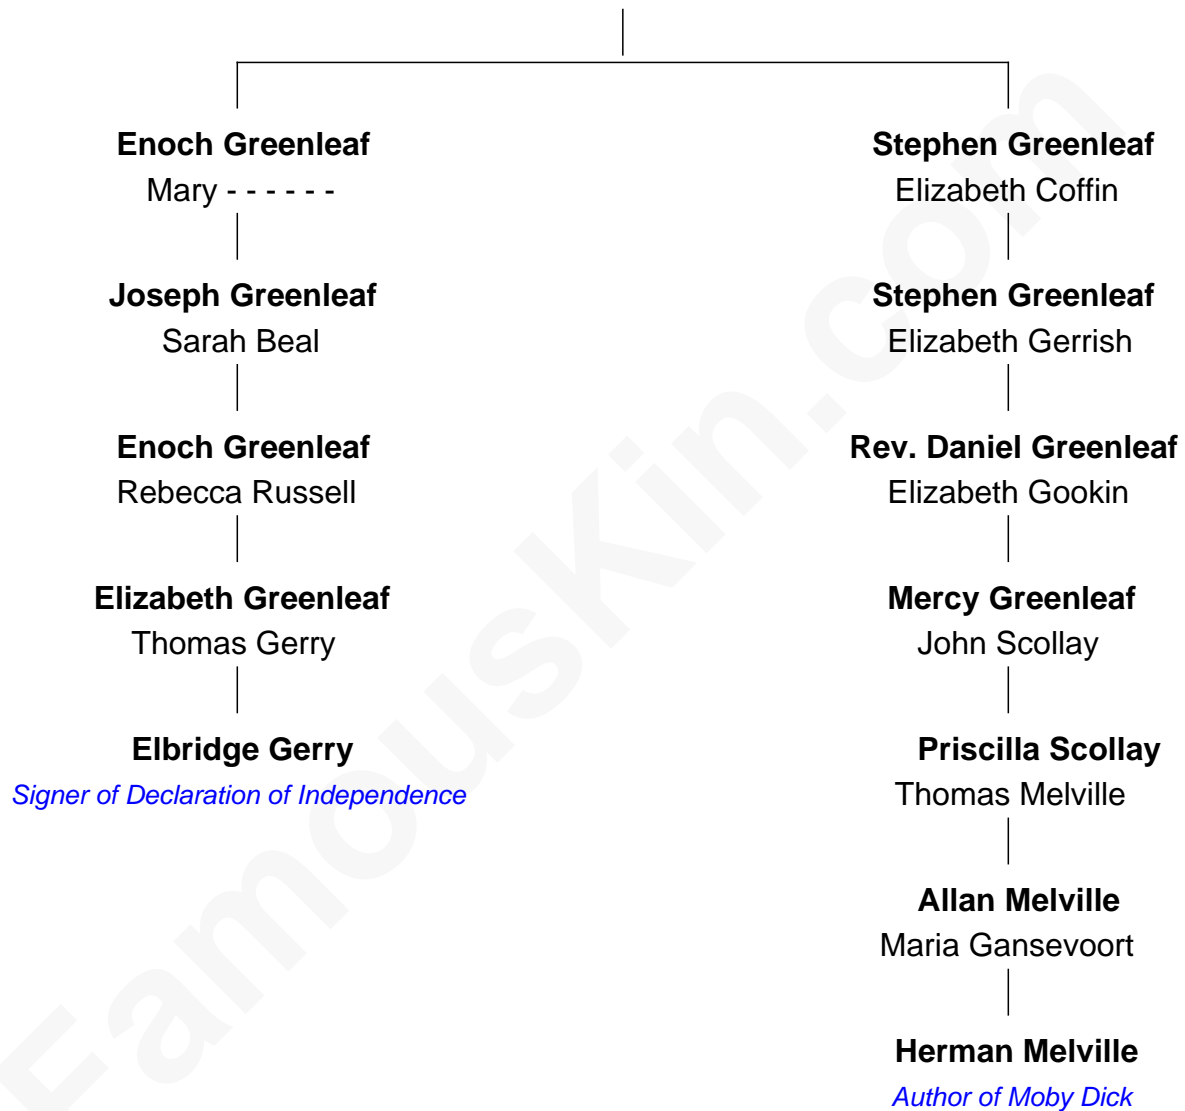 Enoch Greenleaf
Mary - - - - - -
Joseph Greenleaf
Sarah Beal
Enoch Greenleaf
Rebecca Russell
Elizabeth Greenleaf
Thomas Gerry
Elbridge Gerry
Signer of Declaration of Independence
Stephen Greenleaf
Elizabeth Coffin
Stephen Greenleaf
Elizabeth Gerrish
Rev. Daniel Greenleaf
Elizabeth Gookin
Mercy Greenleaf
John Scollay
Priscilla Scollay
Thomas Melville
Allan Melville
Maria Gansevoort
Herman Melville
Author of Moby Dick
FamousKin.com